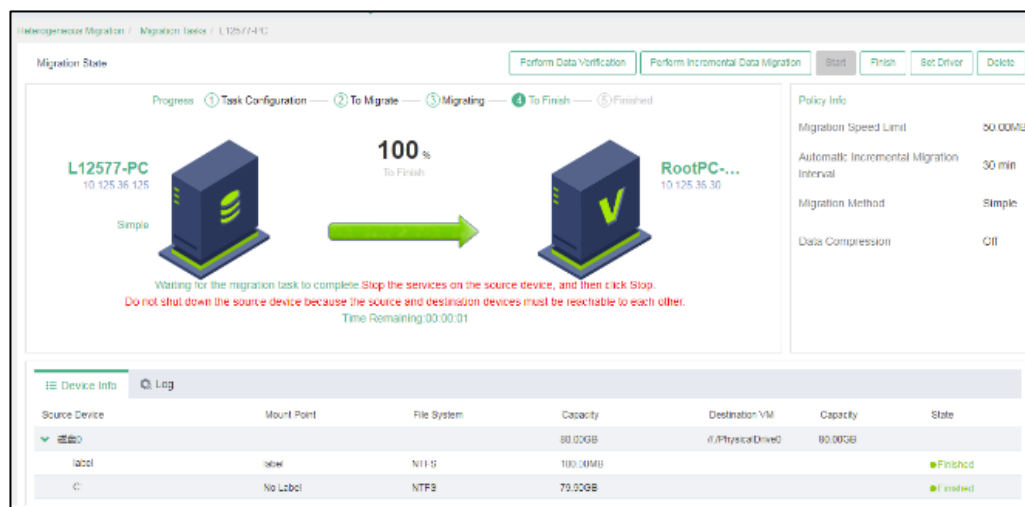 Heterogeneous Migration / Migration Tasks / L12577-PC
Migration State
Perform Data Verification
Perform Incremental Data Migration
Start
Finish
Set Driver
Delete
Progress ① Task Configuration ② To Migrate ③ Migrating ④ To Finish ⑤ Finished
L12577-PC
10.125.36.125
Simple
100 %
To Finish
RootPC-...
10.125.36.30
Waiting for the migration task to complete.Stop the services on the source device, and then click Stop.
Do not shut down the source device because the source and destination devices must be reachable to each other.
Time Remaining:00:00:01
Policy Info
Migration Speed Limit 50.00MB
Automatic Incremental Migration Interval 30 min
Migration Method Simple
Data Compression Off
Device Info Log
Source Device Mount Point File System Capacity Destination VM Capacity State
磁盘0 80.00GB //./PhysicalDrive0 80.00GB
label label NTFS 100.00MB Finished
C: No Label NTFS 79.90GB Finished